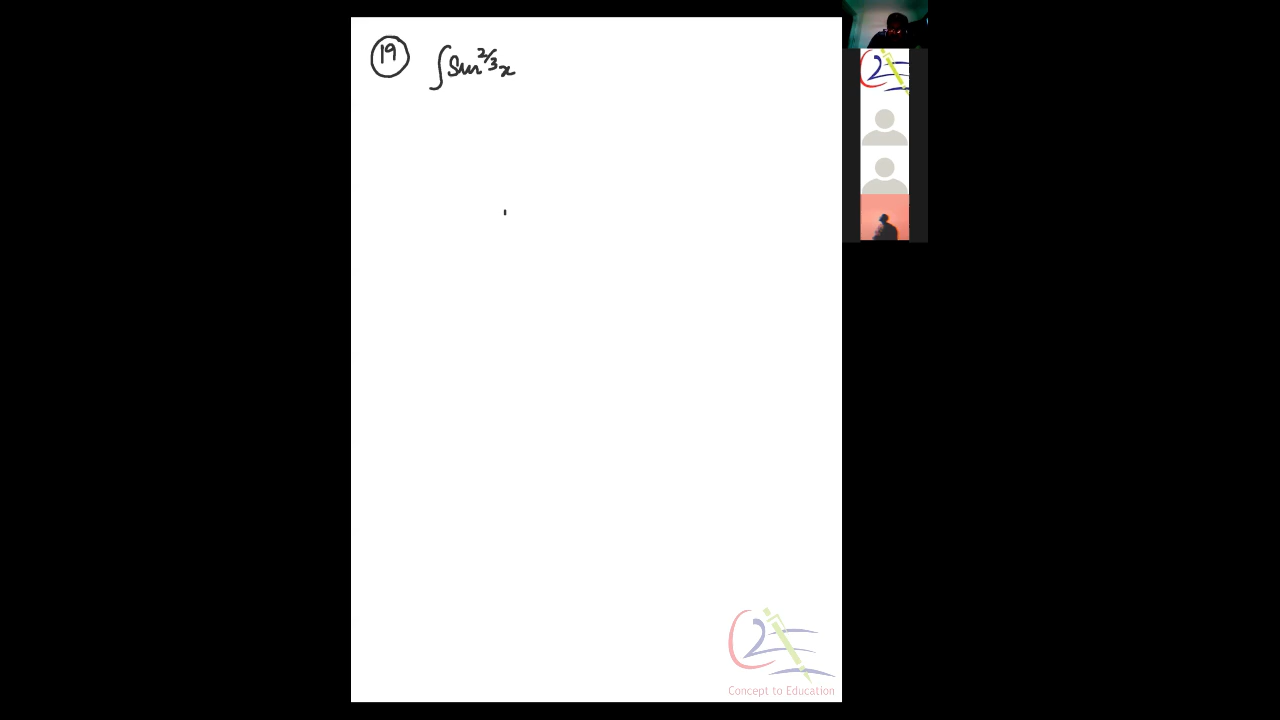 19 ∫ Sin^2/3 x
Concept to Education